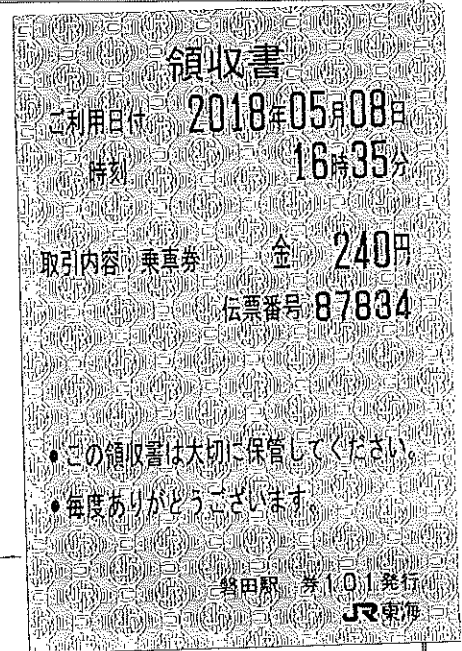 領収書
ご利用日付 2018年05月08日
時刻 16時35分
取引内容 乗車券 金 240円
伝票番号 87834
•この領収書は大切に保管してください。
•毎度ありがとうございます。
磐田駅 券101発行
JR東海